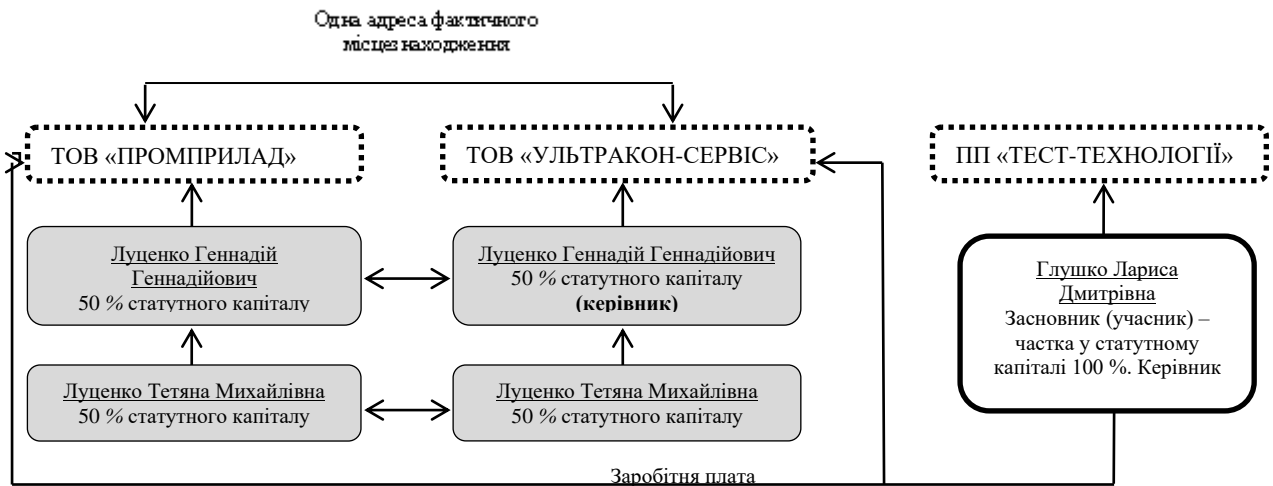 Одна адреса фактичного
місцезнаходження
ТОВ «ПРОМПРИЛАД»
ТОВ «УЛЬТРАКОН-СЕРВІС»
ПП «ТЕСТ-ТЕХНОЛОГІЇ»
Луценко Геннадій
Геннадійович
50 % статутного капіталу
Луценко Геннадій Геннадійович
50 % статутного капіталу
(керівник)
Глушко Лариса
Дмитрівна
Засновник (учасник) –
частка у статутному
капіталі 100 %. Керівник
Луценко Тетяна Михайлівна
50 % статутного капіталу
Луценко Тетяна Михайлівна
50 % статутного капіталу
Заробітня плата